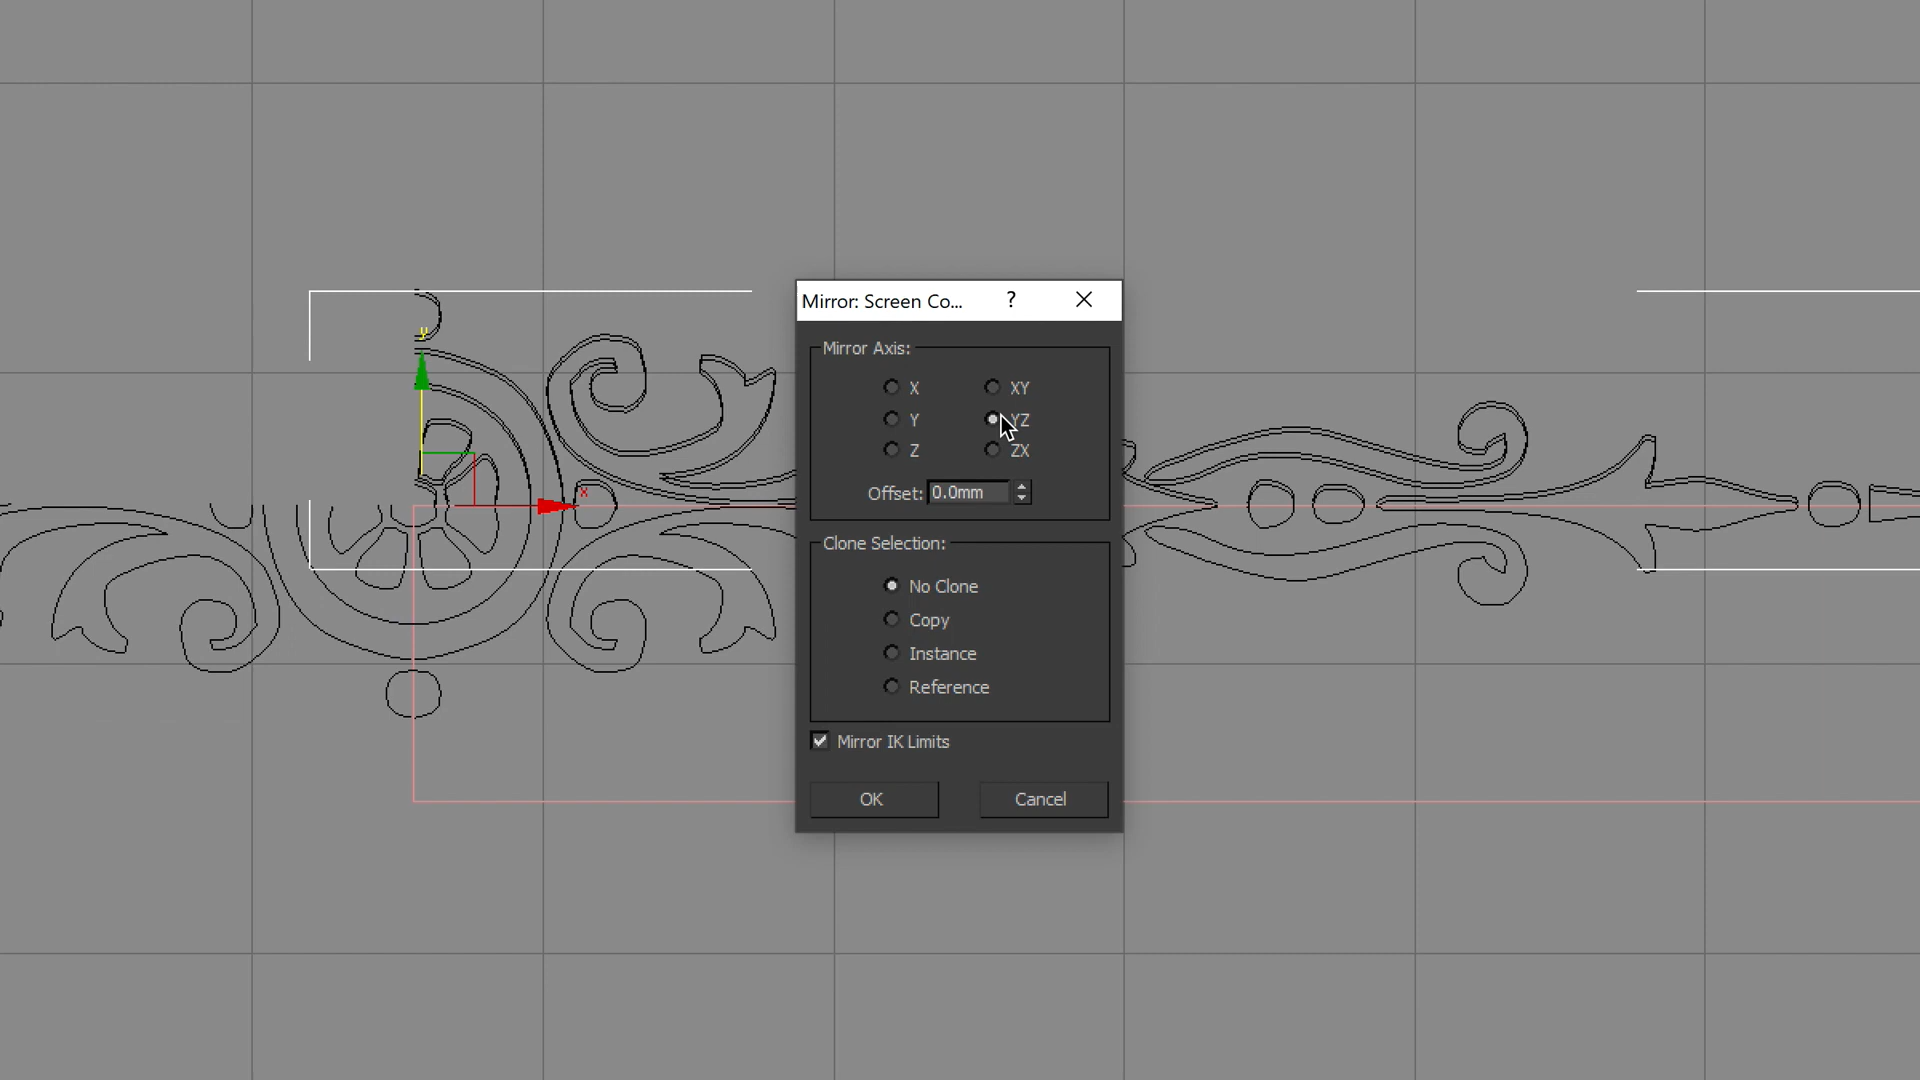 Mirror: Screen Co... ?
Mirror Axis:
X XY
Y YZ
Z ZX
Offset: 0.0mm
Clone Selection:
No Clone
Copy
Instance
Reference
Mirror IK Limits
OK Cancel
y
x